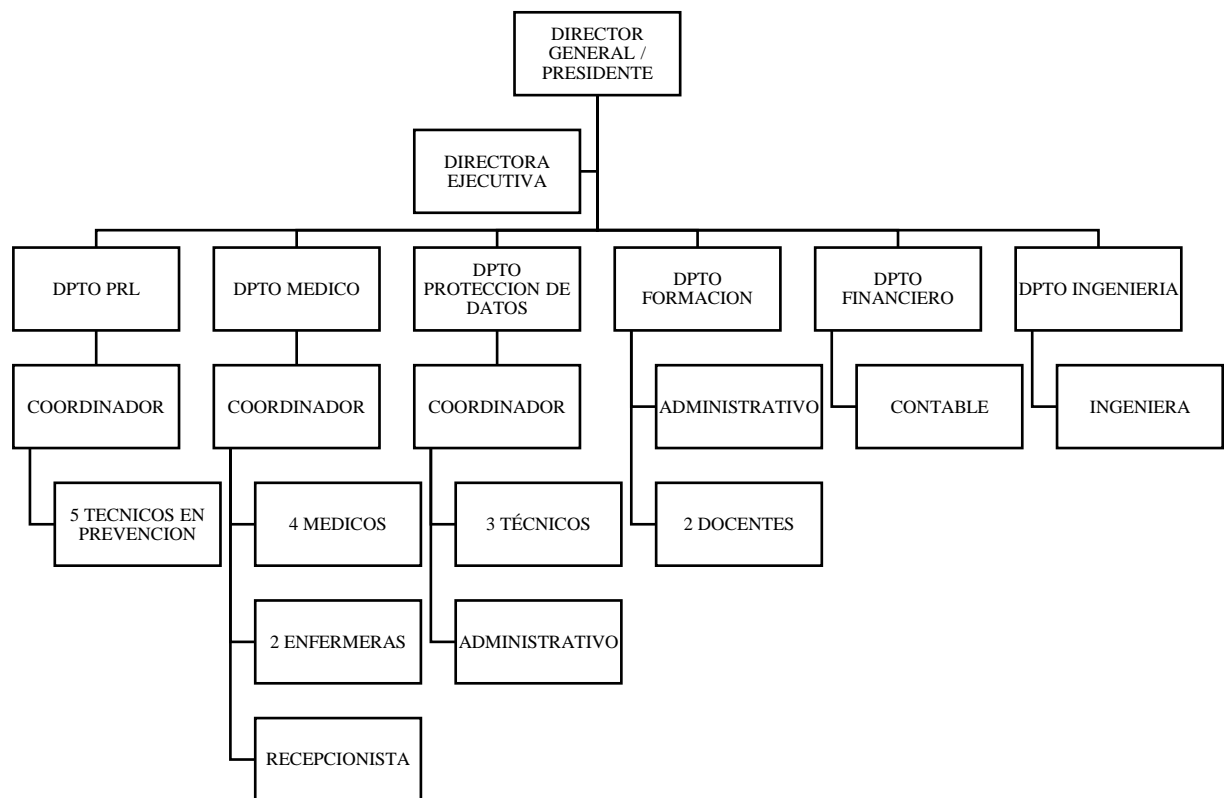 DIRECTOR
GENERAL /
PRESIDENTE
DIRECTORA
EJECUTIVA
DPTO PRL
DPTO MEDICO
DPTO
PROTECCION DE
DATOS
DPTO
FORMACION
DPTO
FINANCIERO
DPTO INGENIERIA
COORDINADOR
COORDINADOR
COORDINADOR
ADMINISTRATIVO
CONTABLE
INGENIERA
5 TECNICOS EN
PREVENCION
4 MEDICOS
3 TÉCNICOS
2 DOCENTES
2 ENFERMERAS
ADMINISTRATIVO
RECEPCIONISTA